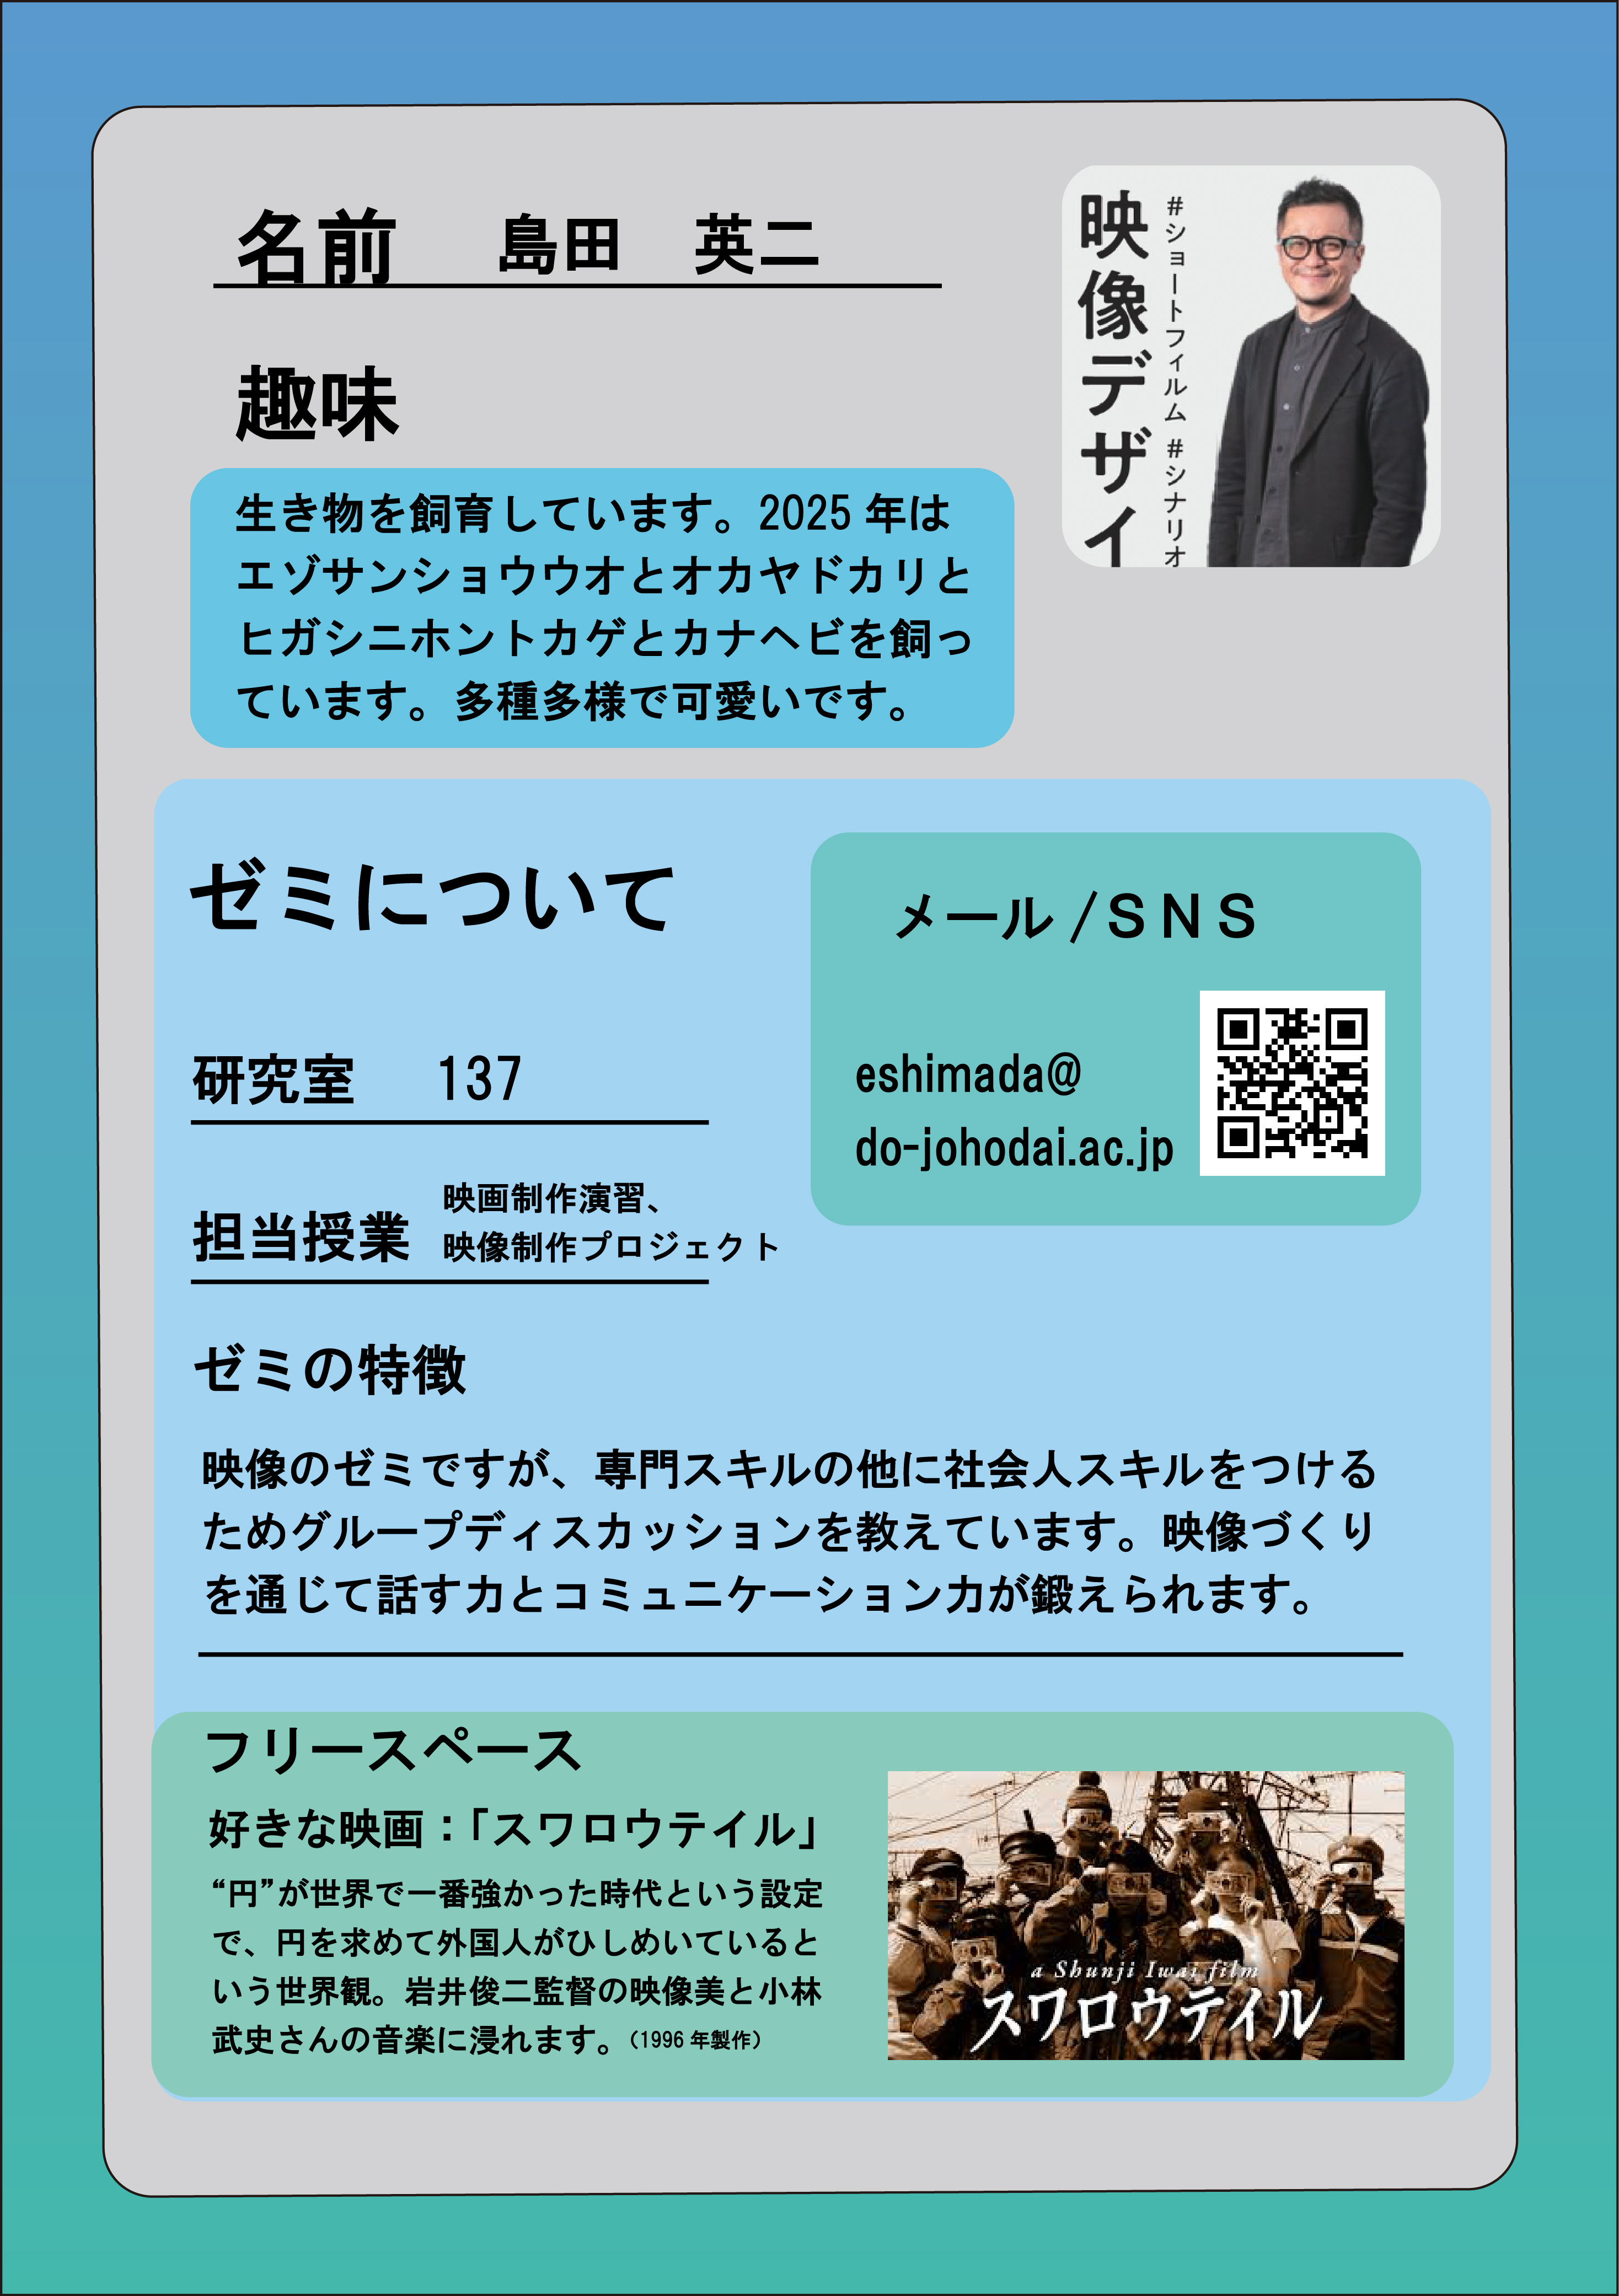 名前　島田　英二
映像デザイ
#ショートフィルム #シナリオ
趣味
生き物を飼育しています。2025 年は
エゾサンショウウオとオカヤドカリと
ヒガシニホントカゲとカナヘビを飼っ
ています。多種多様で可愛いです。
ゼミについて
メール /ＳＮＳ
eshimada@
do-johodai.ac.jp
研究室　137
担当授業
映画制作演習、
映像制作プロジェクト
ゼミの特徴
映像のゼミですが、専門スキルの他に社会人スキルをつける
ためグループディスカッションを教えています。映像づくり
を通じて話す力とコミュニケーション力が鍛えられます。
フリースペース
好きな映画：「スワロウテイル」
“円”が世界で一番強かった時代という設定
で、円を求めて外国人がひしめいていると
いう世界観。岩井俊二監督の映像美と小林
武史さんの音楽に浸れます。（1996 年製作）
a Shunji Iwai film
スワロウテイル